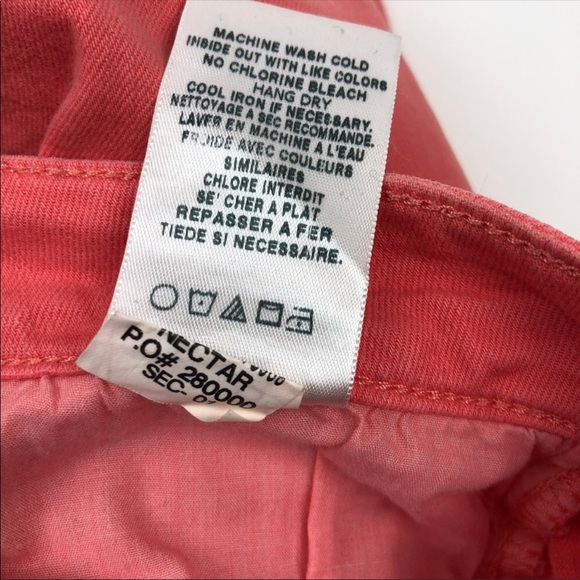 MACHINE WASH COLD
INSIDE OUT WITH LIKE COLORS
NO CHLORINE BLEACH
HANG DRY
COOL IRON IF NECESSARY.
NETTOYAGE A SEC RECOMMANDE.
LAVER EN MACHINE A L'EAU
FROIDE AVEC COULEURS
SIMILAIRES
CHLORE INTERDIT
SE' CHER A PLAT
REPASSER A FER
TIEDE SI NECESSAIRE.
NECTAR
P.O# 280000
SEC-